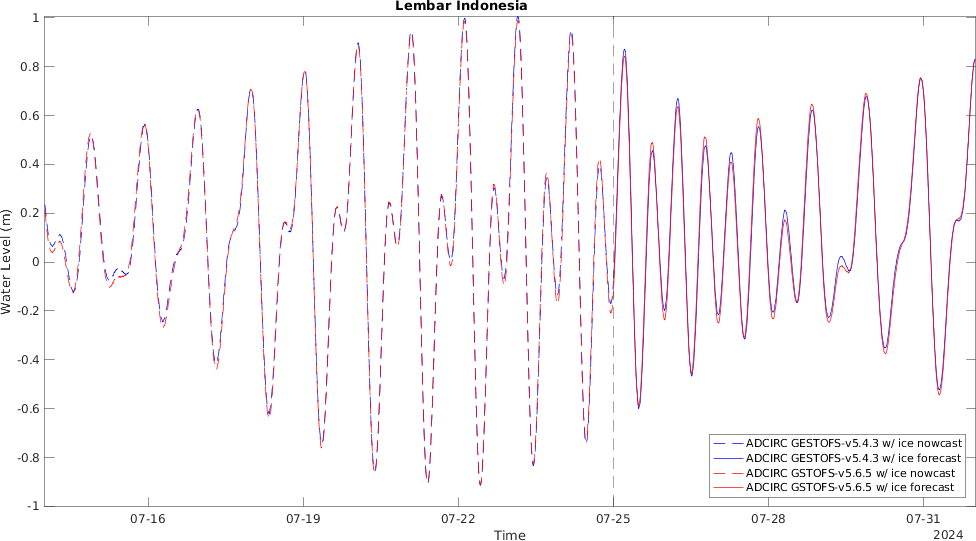 Lembar Indonesia
1
0.8
0.6
0.4
0.2
0
-0.2
-0.4
-0.6
-0.8
-1
Water Level (m)
ADCIRC GESTOFS-v5.4.3 w/ ice nowcast
ADCIRC GESTOFS-v5.4.3 w/ ice forecast
ADCIRC GSTOFS-v5.6.5 w/ ice nowcast
ADCIRC GSTOFS-v5.6.5 w/ ice forecast
07-16 07-19 07-22 07-25 07-28 07-31
Time
2024